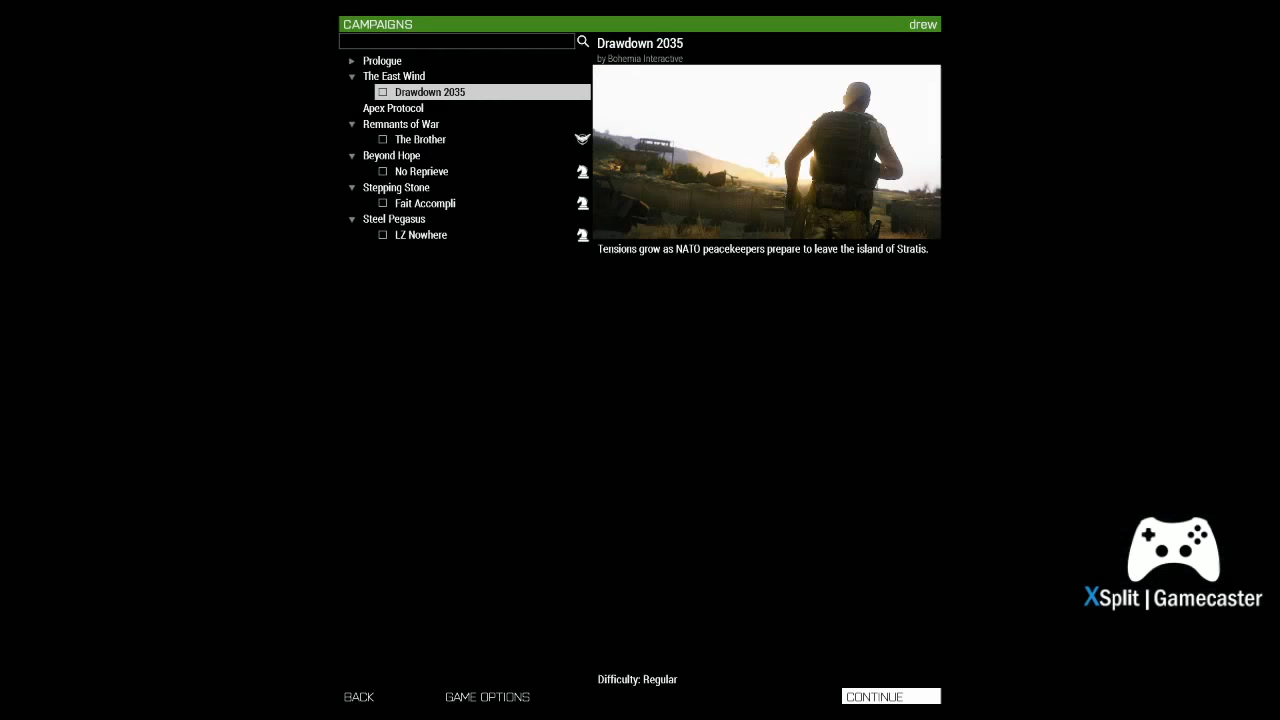 CAMPAIGNS
drew
Prologue
The East Wind
Drawdown 2035
Apex Protocol
Remnants of War
The Brother
Beyond Hope
No Reprieve
Stepping Stone
Fait Accompli
Steel Pegasus
LZ Nowhere
Drawdown 2035
by Bohemia Interactive
Tensions grow as NATO peacekeepers prepare to leave the island of Stratis.
XSplit | Gamecaster
Difficulty: Regular
BACK
GAME OPTIONS
CONTINUE